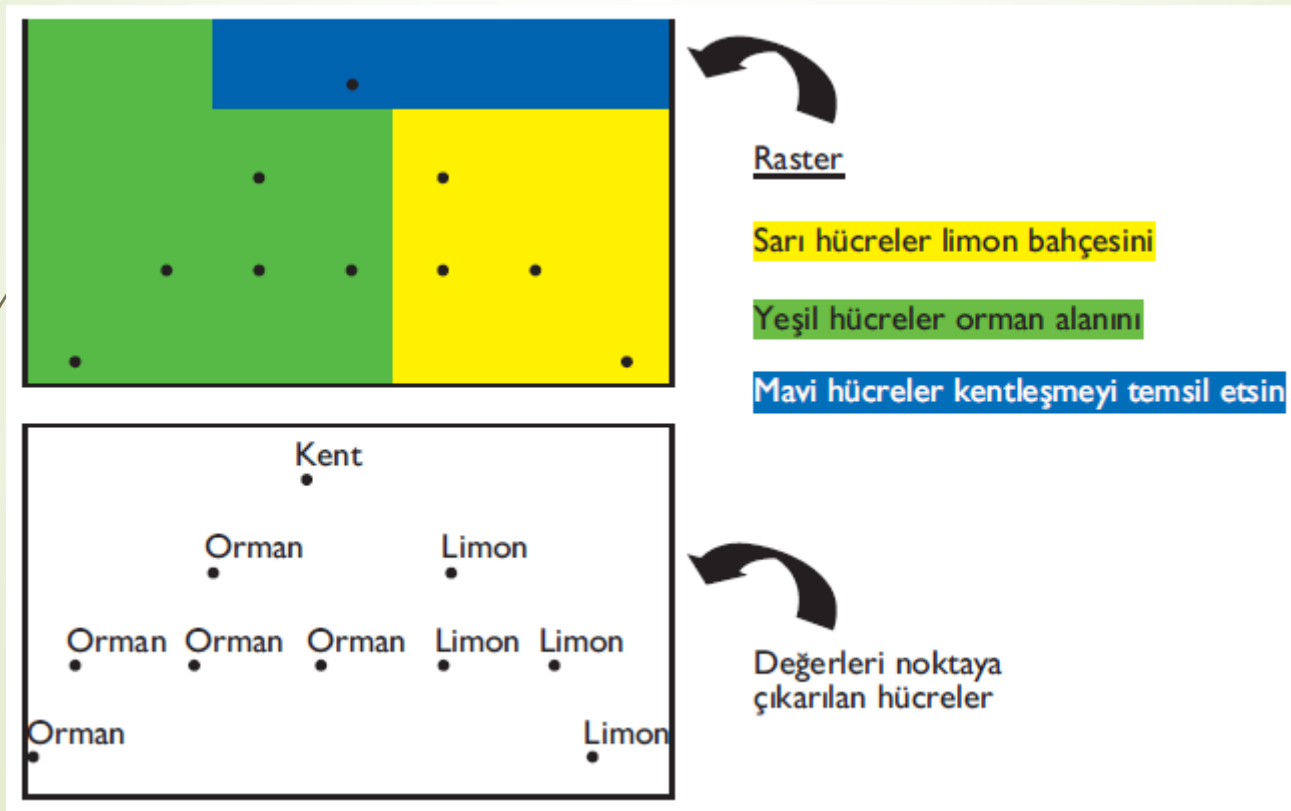 Raster
Sarı hücreler limon bahçesini
Yeşil hücreler orman alanını
Mavi hücreler kentleşmeyi temsil etsin
Kent
Orman Limon
Orman Orman Orman Limon Limon
Orman Limon
Değerleri noktaya
çıkarılan hücreler